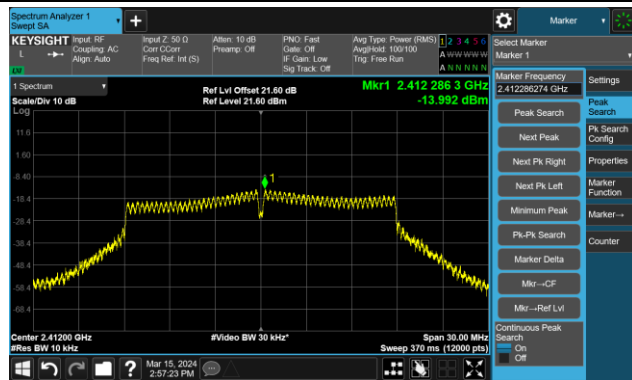 Spectrum Analyzer 1
Swept SA
Marker
KEYSIGHT
L
Input: RF
Coupling: AC
Align: Auto
Input Z: 50 Ω
Corr CCorr
Freq Ref: Int (S)
Atten: 10 dB
Preamp: Off
PNO: Fast
Gate: Off
IF Gain: Low
Sig Track: Off
Avg Type: Power (RMS)
Avg|Hold: 100/100
Trig: Free Run
1 2 3 4 5 6
A W W W W W
A N N N N N
Select Marker
Marker 1
1 Spectrum
Scale/Div 10 dB
Log
Ref Lvl Offset 21.60 dB
Ref Level 21.60 dBm
Mkr1 2.412 286 3 GHz
-13.992 dBm
11.6
1.60
-8.40
-18.4
-28.4
-38.4
-48.4
-58.4
-68.4
1
Center 2.41200 GHz
#Res BW 10 kHz
#Video BW 30 kHz*
Span 30.00 MHz
Sweep 370 ms (12000 pts)
Marker Frequency
2.412286274 GHz
Peak Search
Next Peak
Next Pk Right
Next Pk Left
Minimum Peak
Pk-Pk Search
Marker Delta
Mkr→CF
Mkr→Ref Lvl
Continuous Peak
Search
On
Off
Settings
Peak
Search
Pk Search
Config
Properties
Marker
Function
Marker→
Counter
?
Mar 15, 2024
2:57:23 PM